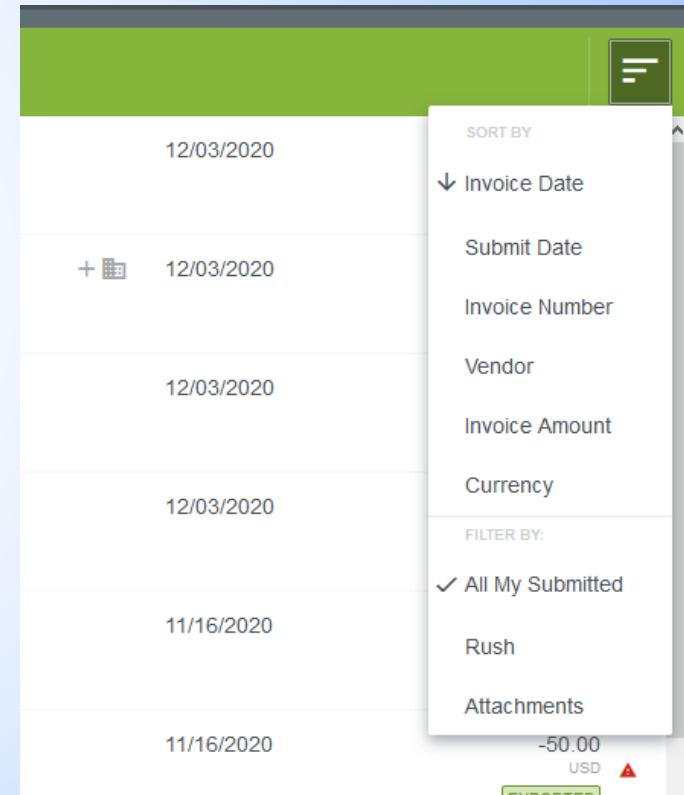 SORT BY
12/03/2020
Invoice Date
Submit Date
12/03/2020
Invoice Number
Vendor
12/03/2020
Invoice Amount
Currency
12/03/2020
FILTER BY:
All My Submitted
11/16/2020
Rush
Attachments
11/16/2020
-50.00
USD
EXPORTED